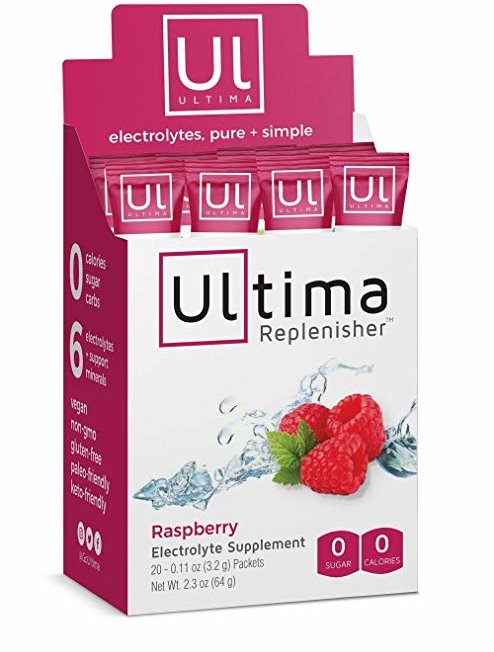 Ul
ULTIMA
electrolytes, pure + simple
Ul
ULTIMA
Ul
ULTIMA
Ul
ULTIMA
Ul
ULTIMA
Ultima
Replenisher™
0
calories
sugar
carbs
6
electrolytes
+ support
minerals
vegan
non-gmo
gluten-free
paleo-friendly
keto-friendly
@GoUltima
Raspberry
Electrolyte Supplement
20 - 0.11 oz (3.2 g) Packets
Net Wt. 2.3 oz (64 g)
0
SUGAR
0
CALORIES